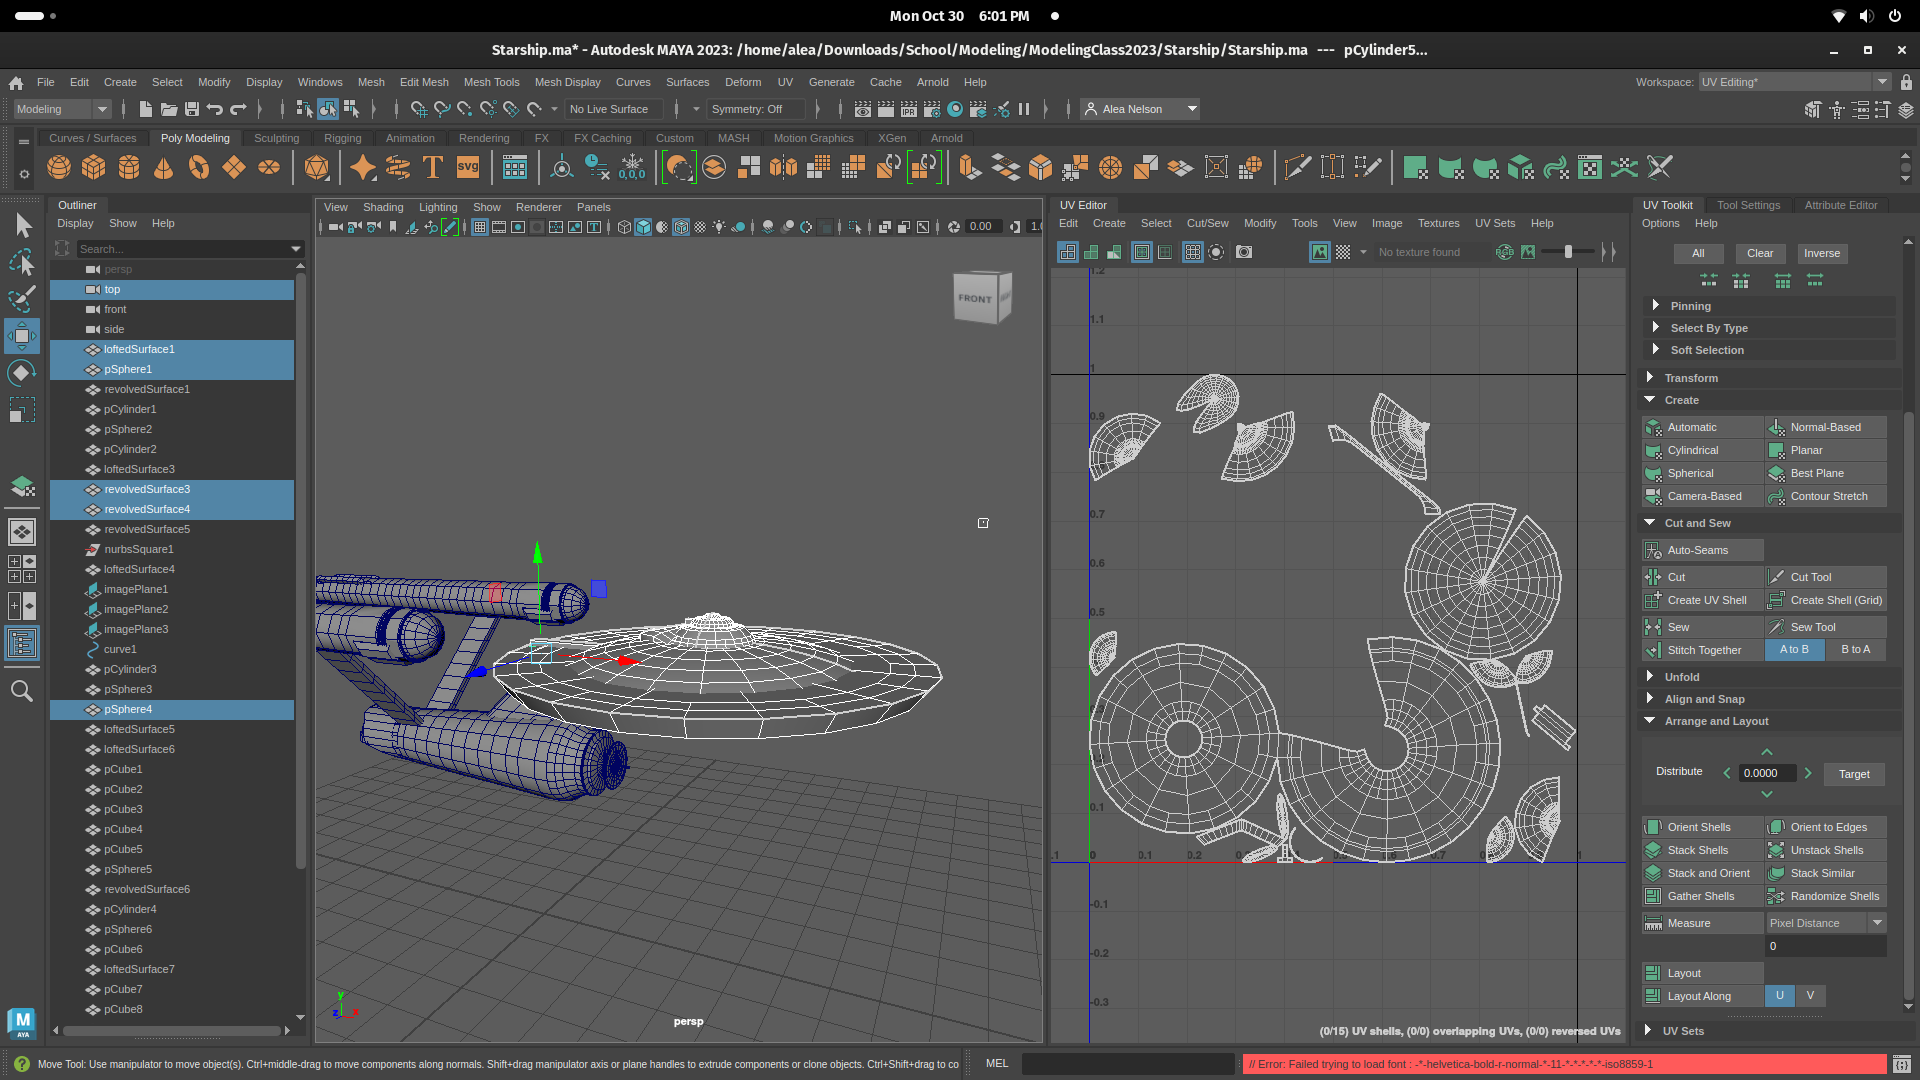 Mon Oct 30 6:01 PM
Starship.ma* - Autodesk MAYA 2023: /home/alea/Downloads/School/Modeling/ModelingClass2023/Starship/Starship.ma --- pCylinder5...
File Edit Create Select Modify Display Windows Mesh Edit Mesh Mesh Tools Mesh Display Curves Surfaces Deform UV Generate Cache Arnold Help
Workspace: UV Editing*
Modeling No Live Surface Symmetry: Off IPR Alea Nelson
Curves / Surfaces Poly Modeling Sculpting Rigging Animation Rendering FX FX Caching Custom MASH Motion Graphics XGen Arnold
T SVG 0,0,0
Outliner
Display Show Help
Search...
persp
top
front
side
loftedSurface1
pSphere1
revolvedSurface1
pCylinder1
pSphere2
pCylinder2
loftedSurface3
revolvedSurface3
revolvedSurface4
revolvedSurface5
nurbsSquare1
loftedSurface4
imagePlane1
imagePlane2
imagePlane3
curve1
pCylinder3
pSphere3
pSphere4
loftedSurface5
loftedSurface6
pCube1
pCube2
pCube3
pCube4
pCube5
pSphere5
revolvedSurface6
pCylinder4
pSphere6
pCube6
loftedSurface7
pCube7
pCube8
M
AYA
View Shading Lighting Show Renderer Panels
0.00 1.0
FRONT
y
z x
persp
UV Editor
Edit Create Select Cut/Sew Modify Tools View Image Textures UV Sets Help
No texture found RGB
1.2
1.1
1
0.9
0.7
0.6
0.5
0.1
0 0.1 0.2 0.7 1
-0.1
-0.2
-0.3
(0/15) UV shells, (0/0) overlapping UVs, (0/0) reversed UVs
UV Toolkit Tool Settings Attribute Editor
Options Help
All Clear Inverse
Pinning
Select By Type
Soft Selection
Transform
Create
Automatic Normal-Based
Cylindrical Planar
Spherical Best Plane
Camera-Based Contour Stretch
Cut and Sew
Auto-Seams
Cut Cut Tool
Create UV Shell Create Shell (Grid)
Sew Sew Tool
Stitch Together A to B B to A
Unfold
Align and Snap
Arrange and Layout
Distribute 0.0000 Target
Orient Shells Orient to Edges
Stack Shells Unstack Shells
Stack and Orient Stack Similar
Gather Shells Randomize Shells
Measure Pixel Distance
0
Layout
Layout Along U V
UV Sets
Move Tool: Use manipulator to move object(s). Ctrl+middle-drag to move components along normals. Shift+drag manipulator axis or plane handles to extrude components or clone objects. Ctrl+Shift+drag to co
MEL
// Error: Failed trying to load font : -*-helvetica-bold-r-normal-*-11-*-*-*-*-*-iso8859-1